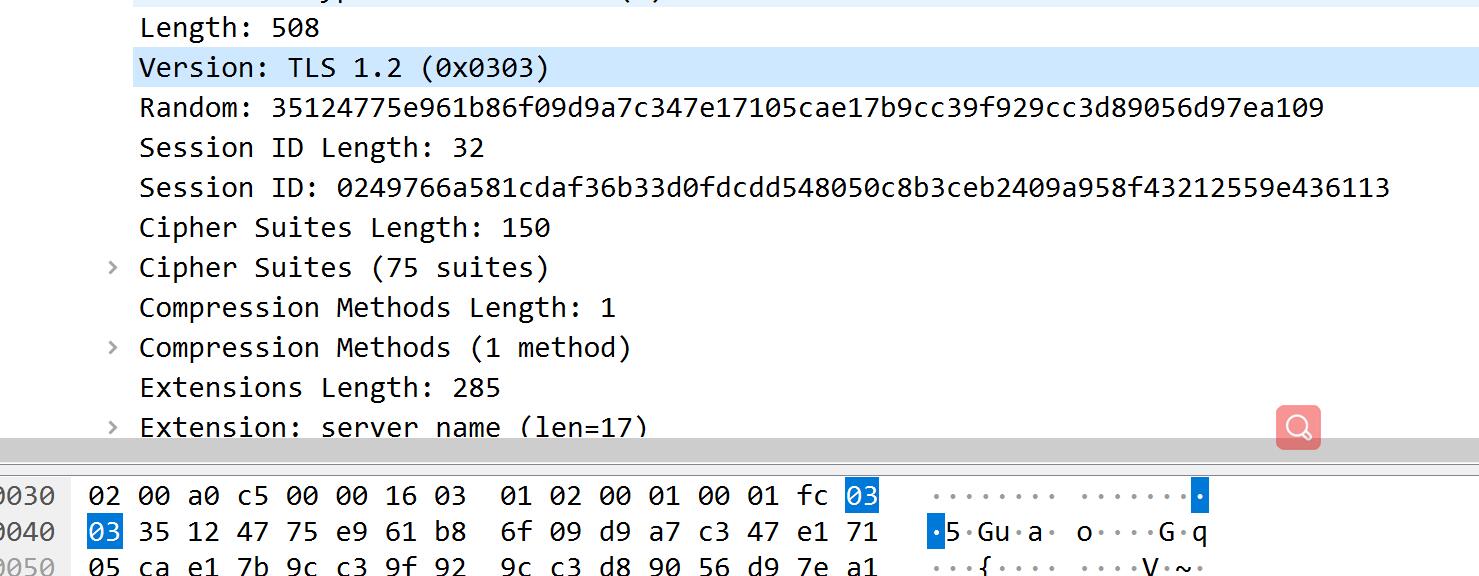 Length: 508
Version: TLS 1.2 (0x0303)
Random: 35124775e961b86f09d9a7c347e17105cae17b9cc39f929cc3d89056d97ea109
Session ID Length: 32
Session ID: 0249766a581cdaf36b33d0fdcdd548050c8b3ceb2409a958f43212559e436113
Cipher Suites Length: 150
Cipher Suites (75 suites)
Compression Methods Length: 1
Compression Methods (1 method)
Extensions Length: 285
Extension: server name (len=17)
0030 02 00 a0 c5 00 00 16 03 01 02 00 01 00 01 fc 03 ········ ········
0040 03 35 12 47 75 e9 61 b8 6f 09 d9 a7 c3 47 e1 71 ·5·Gu·a· o····G·q
0050 05 ca e1 7b 9c c3 9f 92 9c c3 d8 90 56 d9 7e a1 ···{···· ····V·~·